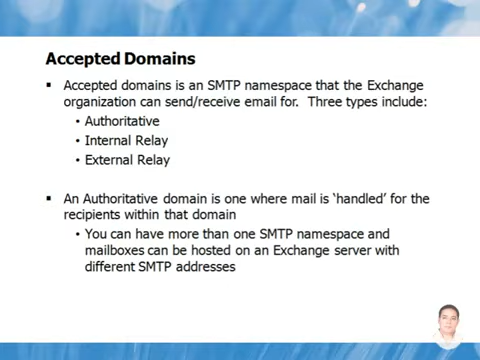 Accepted Domains
▪ Accepted domains is an SMTP namespace that the Exchange
organization can send/receive email for. Three types include:
• Authoritative
• Internal Relay
• External Relay
▪ An Authoritative domain is one where mail is ‘handled’ for the
recipients within that domain
• You can have more than one SMTP namespace and
mailboxes can be hosted on an Exchange server with
different SMTP addresses